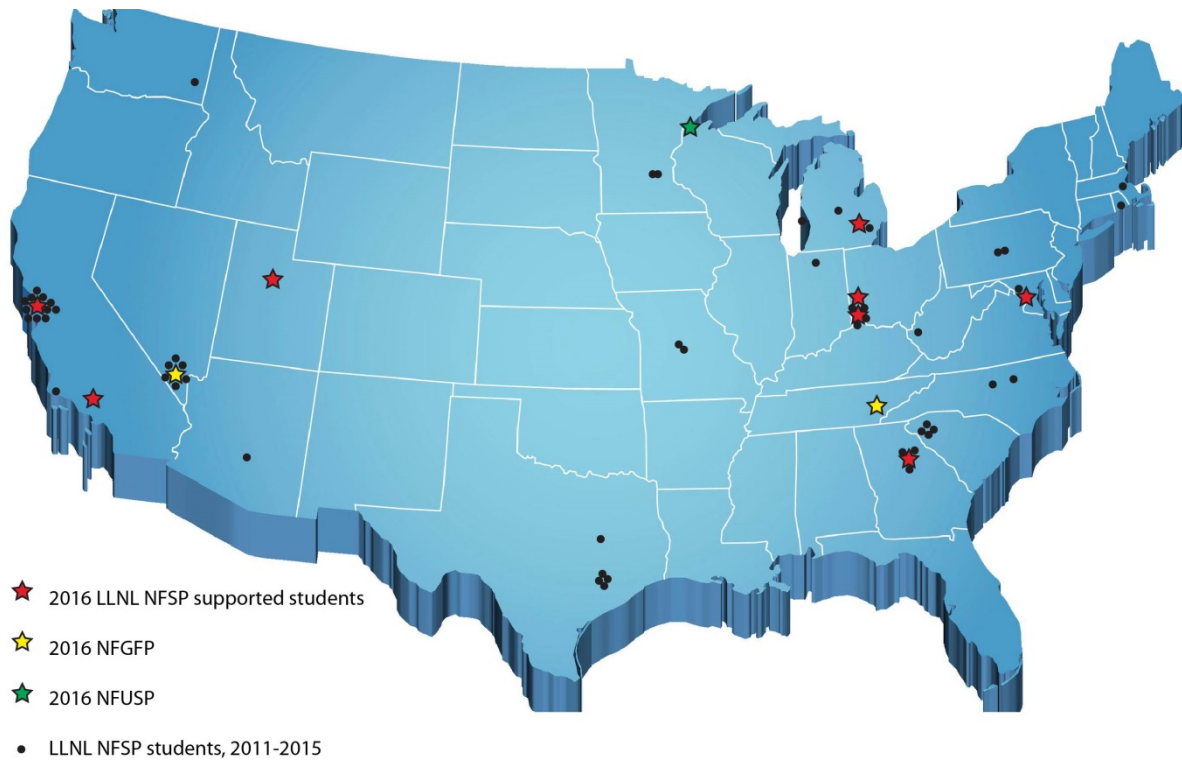 2016 LLNL NFSP supported students
2016 NFGFP
2016 NFUSP
LLNL NFSP students, 2011-2015